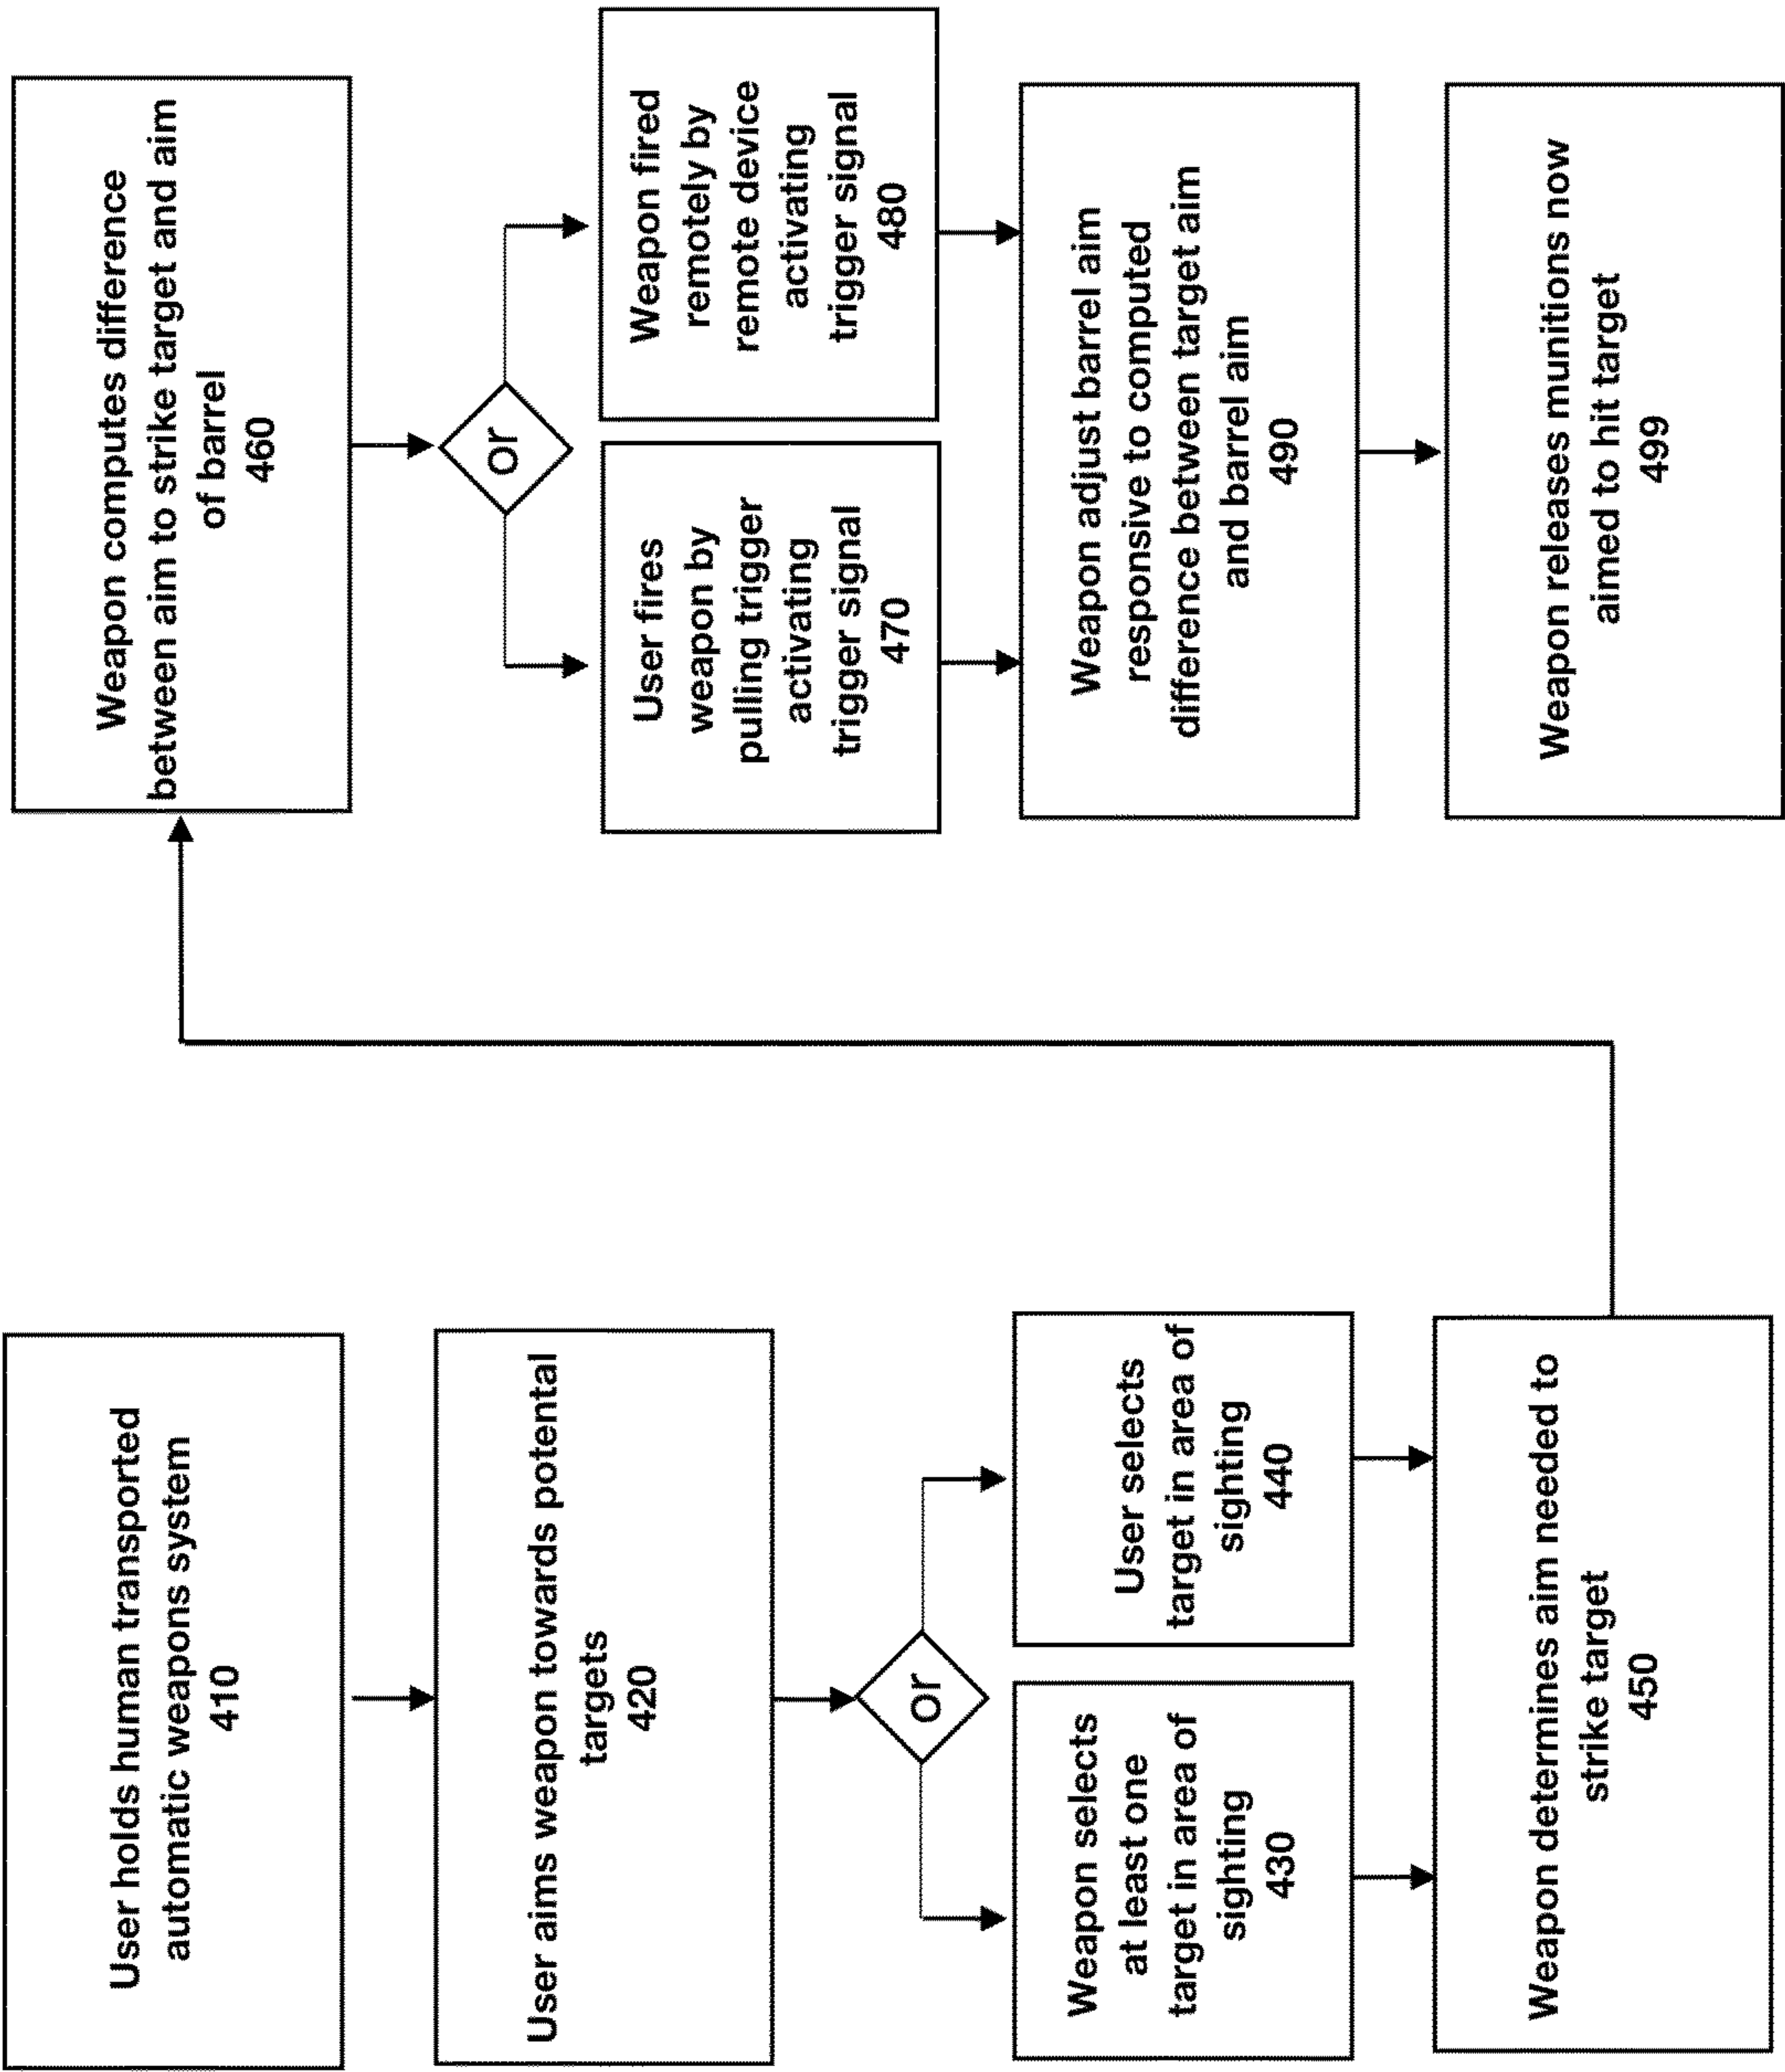 User holds human transported
automatic weapons system
410
User aims weapon towards potental
targets
420
or
Weapon selects
at least one
target in area of
sighting
430
User selects
target in area of
sighting
440
Weapon determines aim needed to
strike target
450
Weapon computes difference
between aim to strike target and aim
of barrel
460
or
User fires
weapon by
pulling trigger
activating
trigger signal
470
Weapon fired
remotely by
remote device
activating
trigger signal
480
Weapon adjust barrel aim
responsive to computed
difference between target aim
and barrel aim
490
Weapon releases munitions now
aimed to hit target
499